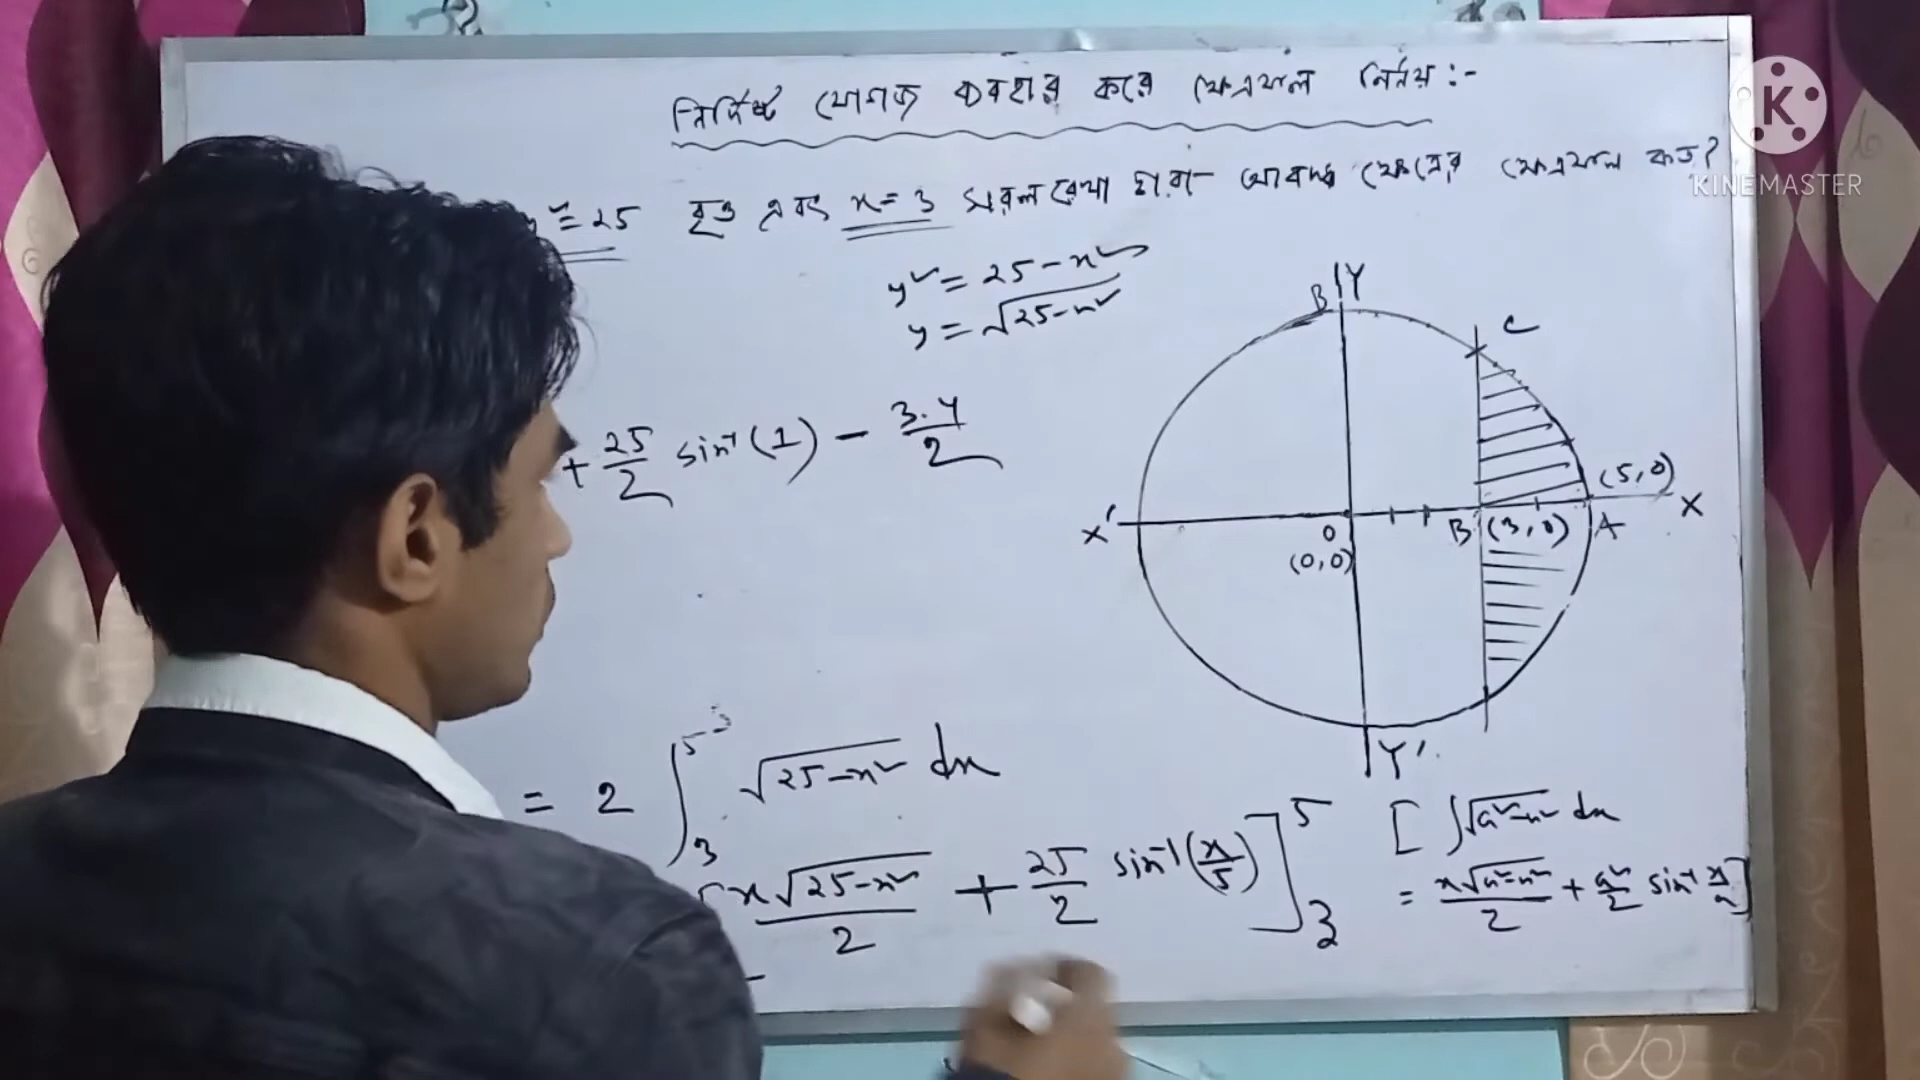 নির্দিষ্ট যোগজ ব্যবহার করে ক্ষেত্রফল নির্ণয় :-
y² = 25 বৃত্ত এবং x = 3 সরলরেখা দ্বারা আবদ্ধ ক্ষেত্রের ক্ষেত্রফল কত?
y² = 25 - x²
y = √25-x²
+ 25/2 sin⁻¹(1) - 3.4/2
B Y
C
(5,0)
X' O B (3,0) A X
(0,0)
Y'
= 2 ∫₃⁵ √25-x² dx
x√25-x²/2 + 25/2 sin⁻¹(x/5)]₃⁵
[∫√a²-x² dx
= x√a²-x²/2 + a²/2 sin⁻¹ x/a]
K
KINEMASTER